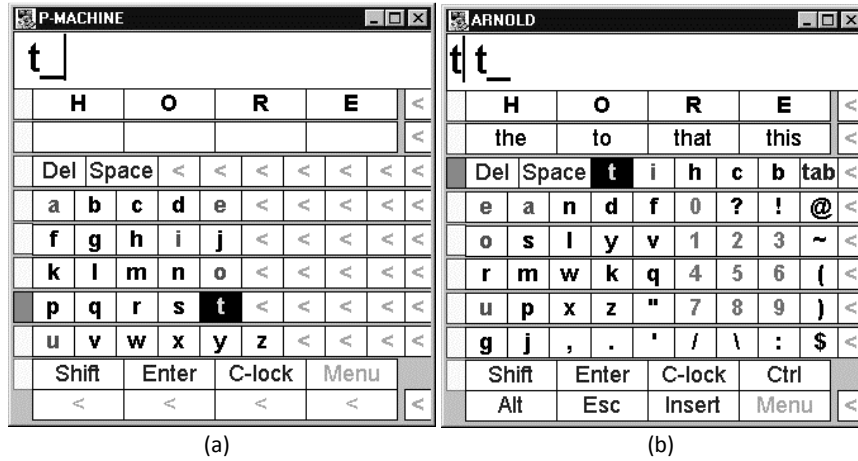 P-MACHINE
t_
H O R E <
<
Del Space < < < < < < <
a b c d e < < < < <
f g h i j < < < < <
k l m n o < < < < <
p q r s t < < < < <
u v w x y z < < < <
Shift Enter C-lock Menu
< < < < <
(a)
ARNOLD
t t_
H O R E <
the to that this <
Del Space t i h c b tab <
e a n d f 0 ? ! @ <
o s l y v 1 2 3 ~ <
r m w k q 4 5 6 ( <
u p x z " 7 8 9 ) <
g j , . ' / \ : $ <
Shift Enter C-lock Ctrl
Alt Esc Insert Menu <
(b)